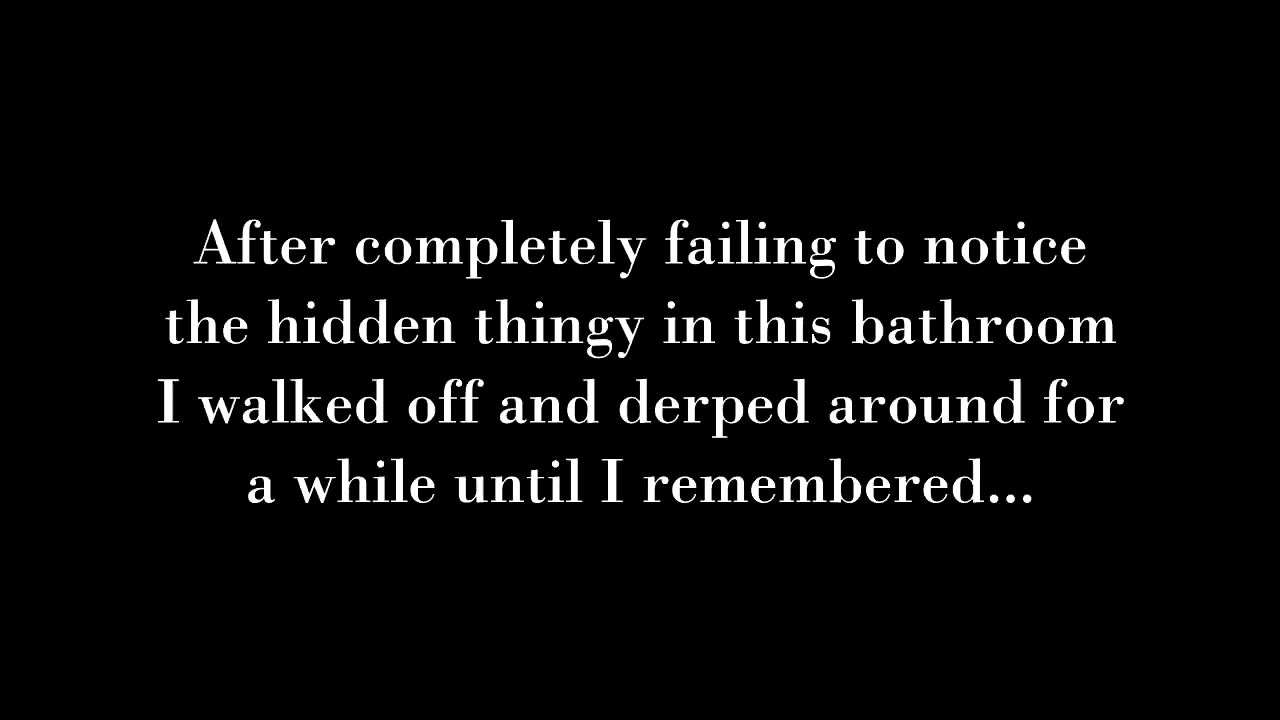 After completely failing to notice
the hidden thingy in this bathroom
I walked off and derped around for
a while until I remembered...